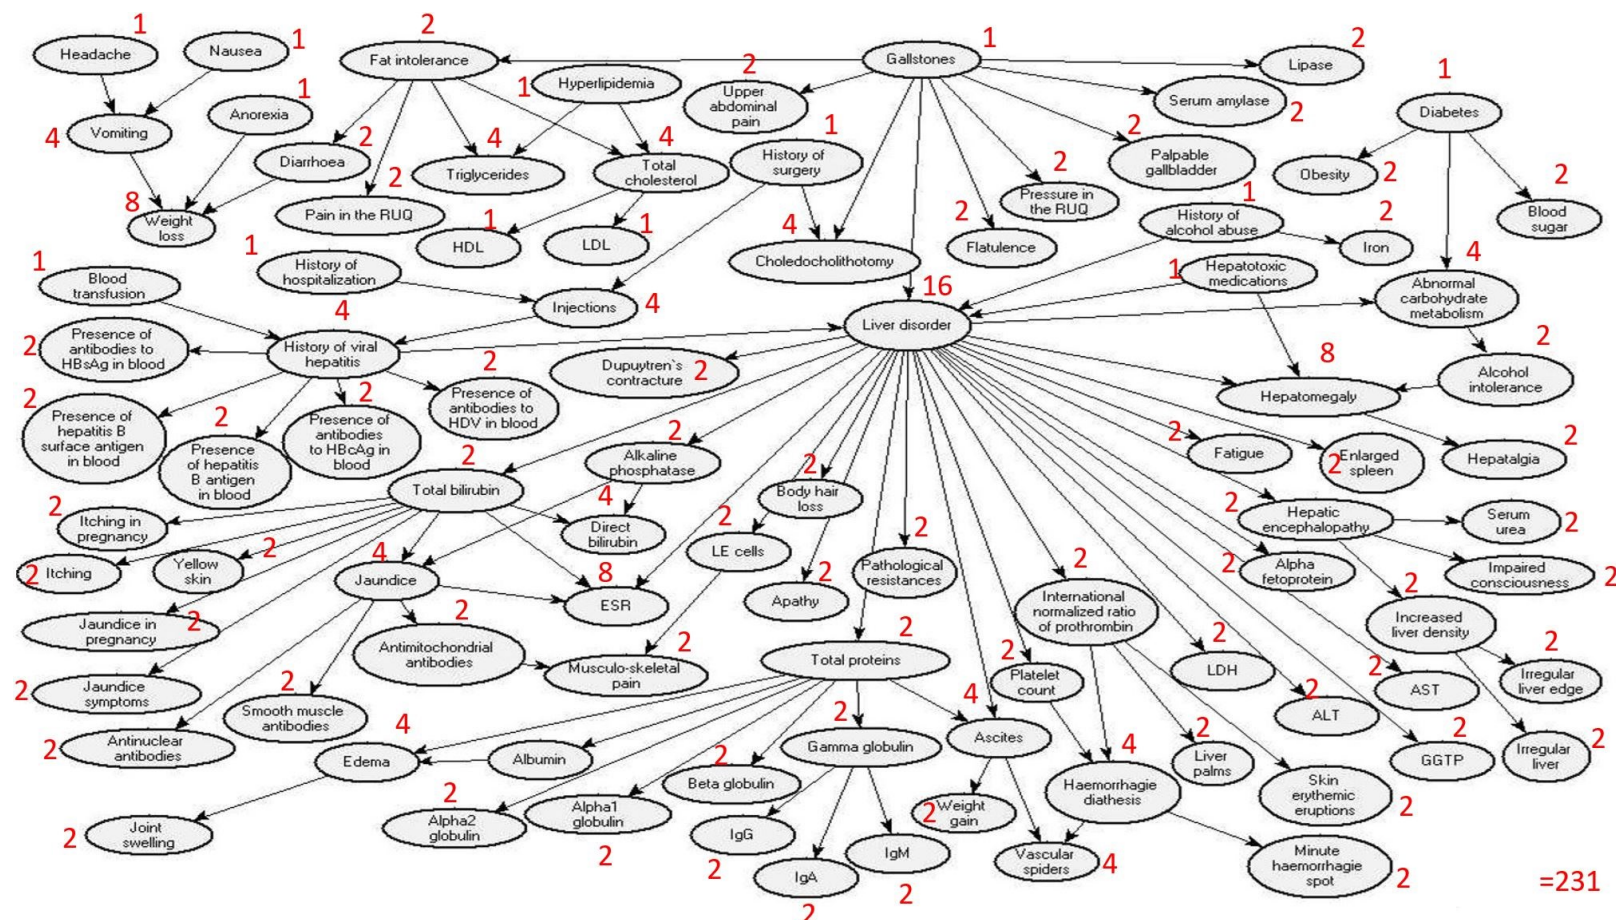 1
Headache
Nausea
1
2
Fat intolerance
Gallstones
1
2
Lipase
1
Hyperlipidemia
2
Upper
abdominal
pain
Serum amylase
2
1
Diabetes
Anorexia
1
4
Vomiting
2
Diarrhoea
4
Triglycerides
4
Total
cholesterol
1
History of
surgery
2
Palpable
gallbladder
Obesity
2
2
Blood
sugar
8
Weight
loss
2
Pain in the RUQ
1
HDL
1
LDL
4
Choledocholithotomy
2
Flatulence
2
Pressure in
the RUQ
1
History of
alcohol abuse
2
Iron
1
Blood
transfusion
1
History of
hospitalization
Injections
4
16
Liver disorder
1
Hepatotoxic
medications
4
Abnormal
carbohydrate
metabolism
2
Presence of
antibodies to
HBsAg in blood
4
History of viral
hepatitis
2
Presence of
antibodies to
HDV in blood
Dupuytren`s
contracture
2
8
Hepatomegaly
2
Alcohol
intolerance
2
Presence of
hepatitis B
surface antigen
in blood
2
Presence
of hepatitis
B antigen
in blood
2
Presence of
antibodies
to HBcAg in
blood
2
Alkaline
phosphatase
2
Fatigue
2
Enlarged
spleen
2
Hepatalgia
2
Total bilirubin
4
Direct
bilirubin
2
Body hair
loss
2
Hepatic
encephalopathy
Serum
urea
2
2
Itching in
pregnancy
2
Itching
Yellow
skin
2
4
Jaundice
8
ESR
2
LE cells
2
Apathy
2
Pathological
resistances
2
International
normalized ratio
of prothrombin
2
Alpha
fetoprotein
Impaired
consciousness
2
Jaundice in
pregnancy
2
2
Antimitochondrial
antibodies
2
Musculo-skeletal
pain
2
Total proteins
2
Platelet
count
2
LDH
2
Increased
liver density
2
Jaundice
symptoms
2
Smooth muscle
antibodies
2
ALT
2
AST
2
Irregular
liver edge
2
Antinuclear
antibodies
4
Edema
Albumin
2
Beta globulin
2
Gamma globulin
4
Ascites
4
Haemorrhagie
diathesis
2
Liver
palms
2
GGTP
Irregular
liver
2
2
Joint
swelling
2
Alpha2
globulin
Alpha1
globulin
2
IgG
2
IgA
2
IgM
2
2
Weight
gain
Vascular
spiders
4
Skin
erythemic
eruptions
2
Minute
haemorrhagie
spot
2
=231